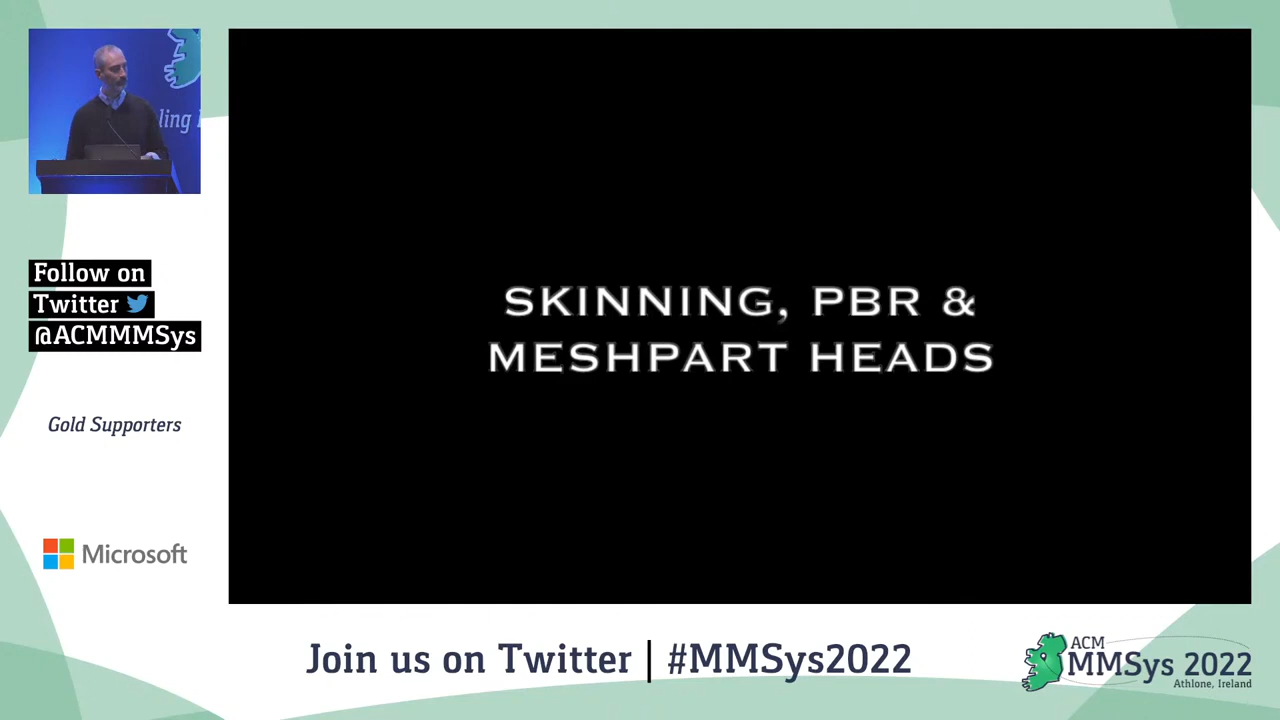 ling
Follow on
Twitter
@ACMMMSys
Gold Supporters
Microsoft
SKINNING, PBR &
MESHPART HEADS
Join us on Twitter | #MMSys2022
ACM
MMSys 2022
Athlone, Ireland